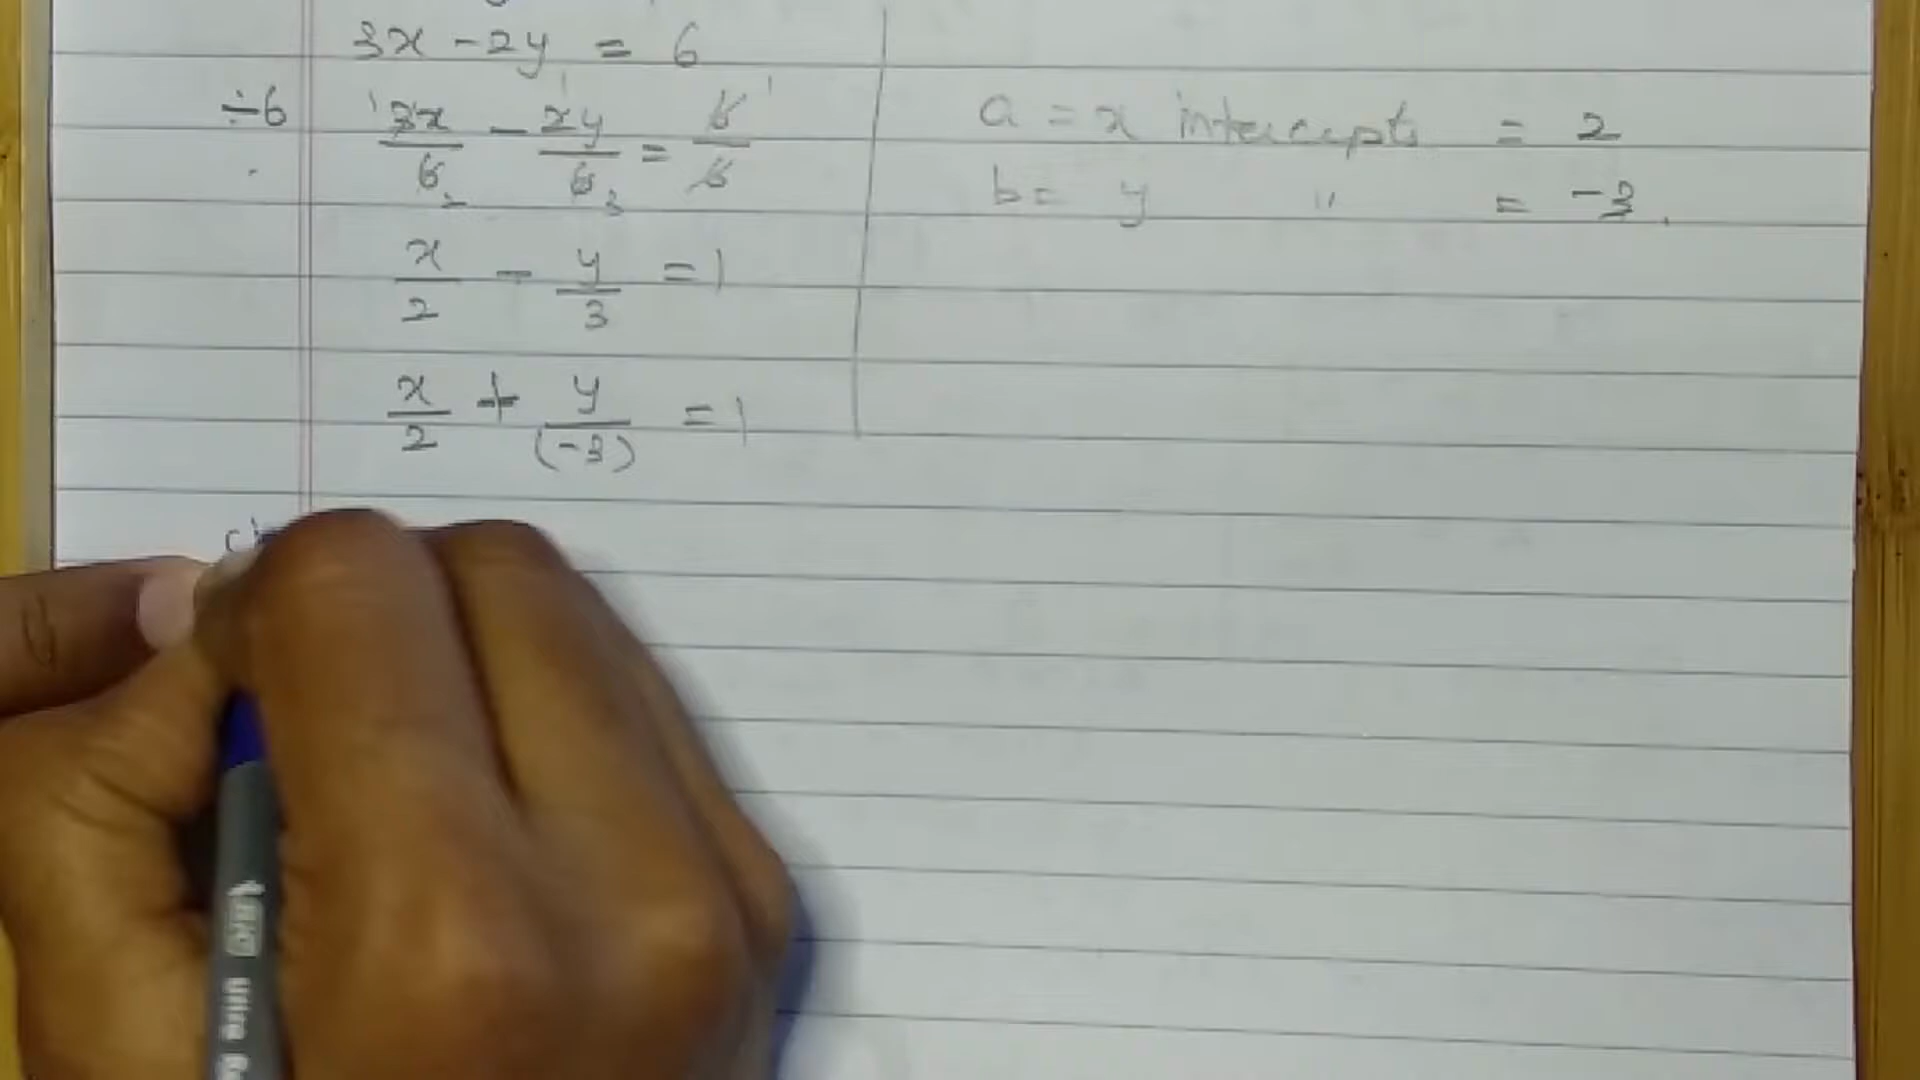 3x - 2y = 6
÷6 3x/6 - 2y/6 = 6/6
x/2 - y/3 = 1
x/2 + y/(-3) = 1
a = x intercepts = 2
b = y " = -3.